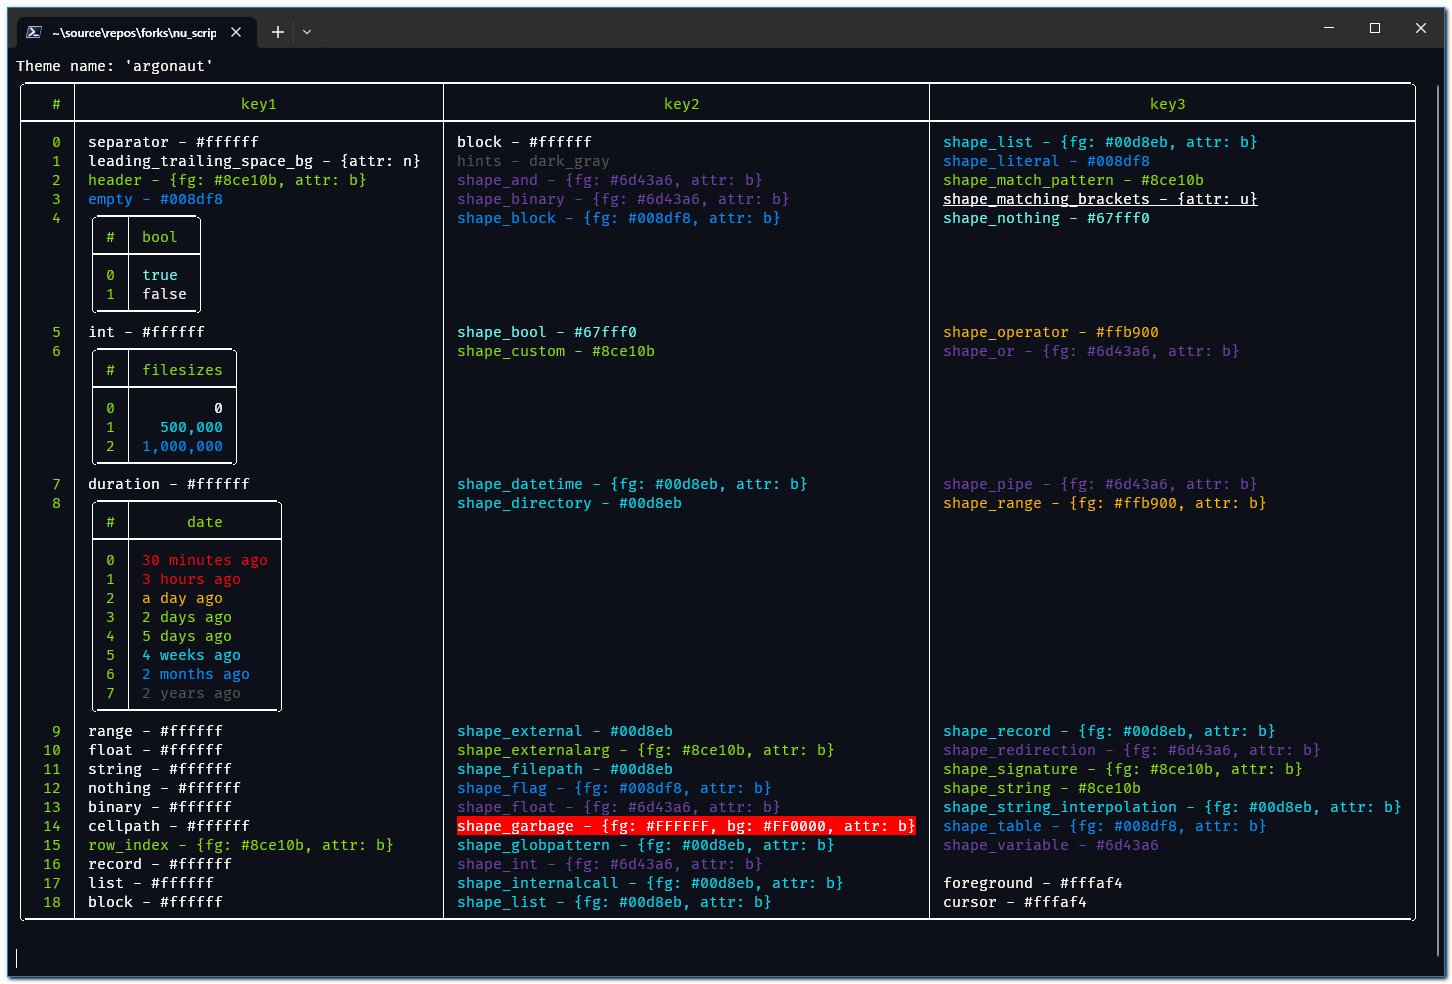 ~\source\repos\forks\nu_scrip
Theme name: 'argonaut'
# key1 key2 key3
0 separator - #ffffff block - #ffffff shape_list - {fg: #00d8eb, attr: b}
1 leading_trailing_space_bg - {attr: n} hints - dark_gray shape_literal - #008df8
2 header - {fg: #8ce10b, attr: b} shape_and - {fg: #6d43a6, attr: b} shape_match_pattern - #8ce10b
3 empty - #008df8 shape_binary - {fg: #6d43a6, attr: b} shape_matching_brackets - {attr: u}
4 shape_block - {fg: #008df8, attr: b} shape_nothing - #67fff0
# bool
0 true
1 false
5 int - #ffffff shape_bool - #67fff0 shape_operator - #ffb900
6 shape_custom - #8ce10b shape_or - {fg: #6d43a6, attr: b}
# filesizes
0 0
1 500,000
2 1,000,000
7 duration - #ffffff shape_datetime - {fg: #00d8eb, attr: b} shape_pipe - {fg: #6d43a6, attr: b}
8 shape_directory - #00d8eb shape_range - {fg: #ffb900, attr: b}
# date
0 30 minutes ago
1 3 hours ago
2 a day ago
3 2 days ago
4 5 days ago
5 4 weeks ago
6 2 months ago
7 2 years ago
9 range - #ffffff shape_external - #00d8eb shape_record - {fg: #00d8eb, attr: b}
10 float - #ffffff shape_externalarg - {fg: #8ce10b, attr: b} shape_redirection - {fg: #6d43a6, attr: b}
11 string - #ffffff shape_filepath - #00d8eb shape_signature - {fg: #8ce10b, attr: b}
12 nothing - #ffffff shape_flag - {fg: #008df8, attr: b} shape_string - #8ce10b
13 binary - #ffffff shape_float - {fg: #6d43a6, attr: b} shape_string_interpolation - {fg: #00d8eb, attr: b}
14 cellpath - #ffffff shape_garbage - {fg: #FFFFFF, bg: #FF0000, attr: b} shape_table - {fg: #008df8, attr: b}
15 row_index - {fg: #8ce10b, attr: b} shape_globpattern - {fg: #00d8eb, attr: b} shape_variable - #6d43a6
16 record - #ffffff shape_int - {fg: #6d43a6, attr: b}
17 list - #ffffff shape_internalcall - {fg: #00d8eb, attr: b} foreground - #fffaf4
18 block - #ffffff shape_list - {fg: #00d8eb, attr: b} cursor - #fffaf4